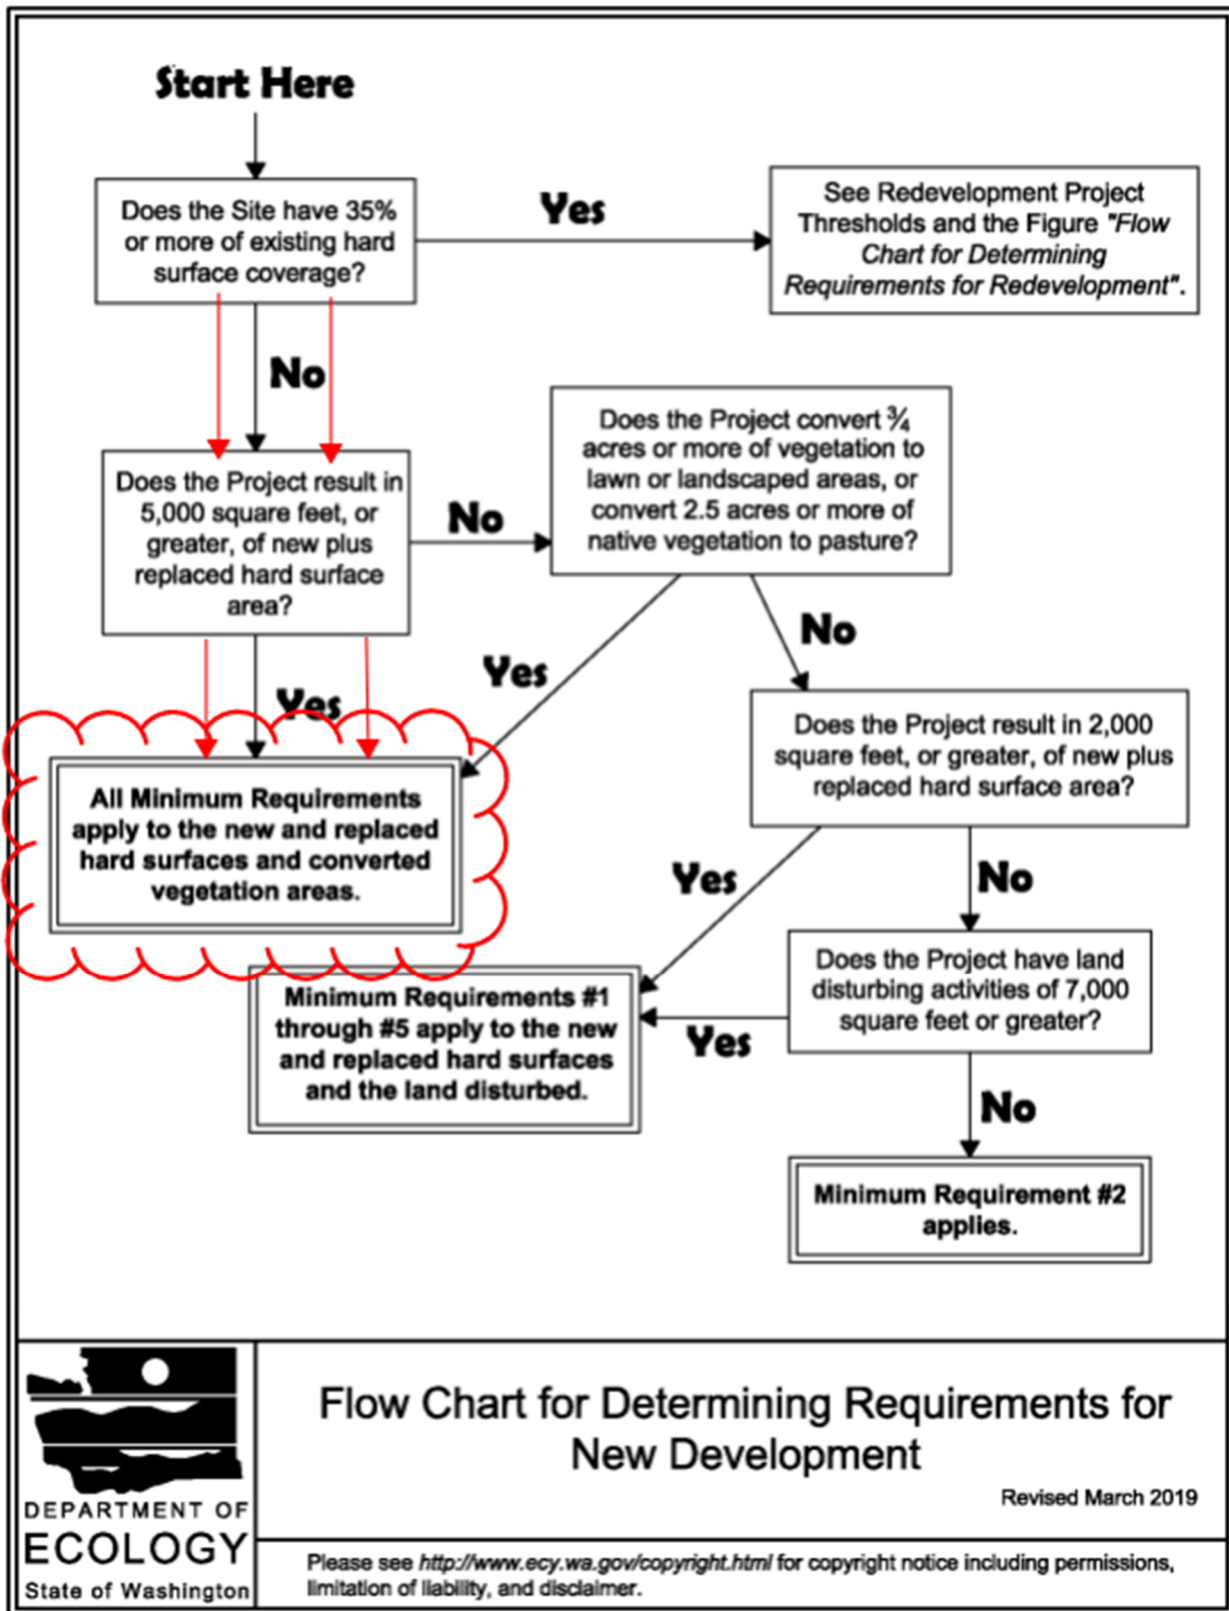 Start Here
Does the Site have 35%
or more of existing hard
surface coverage?
Yes
See Redevelopment Project
Thresholds and the Figure "Flow
Chart for Determining
Requirements for Redevelopment".
No
Does the Project result in
5,000 square feet, or
greater, of new plus
replaced hard surface
area?
No
Does the Project convert ¾
acres or more of vegetation to
lawn or landscaped areas, or
convert 2.5 acres or more of
native vegetation to pasture?
Yes
Yes
No
All Minimum Requirements
apply to the new and replaced
hard surfaces and converted
vegetation areas.
Does the Project result in 2,000
square feet, or greater, of new plus
replaced hard surface area?
Yes
No
Minimum Requirements #1
through #5 apply to the new
and replaced hard surfaces
and the land disturbed.
Yes
Does the Project have land
disturbing activities of 7,000
square feet or greater?
No
Minimum Requirement #2
applies.
DEPARTMENT OF
ECOLOGY
State of Washington
Flow Chart for Determining Requirements for
New Development
Revised March 2019
Please see http://www.ecy.wa.gov/copyright.html for copyright notice including permissions,
limitation of liability, and disclaimer.